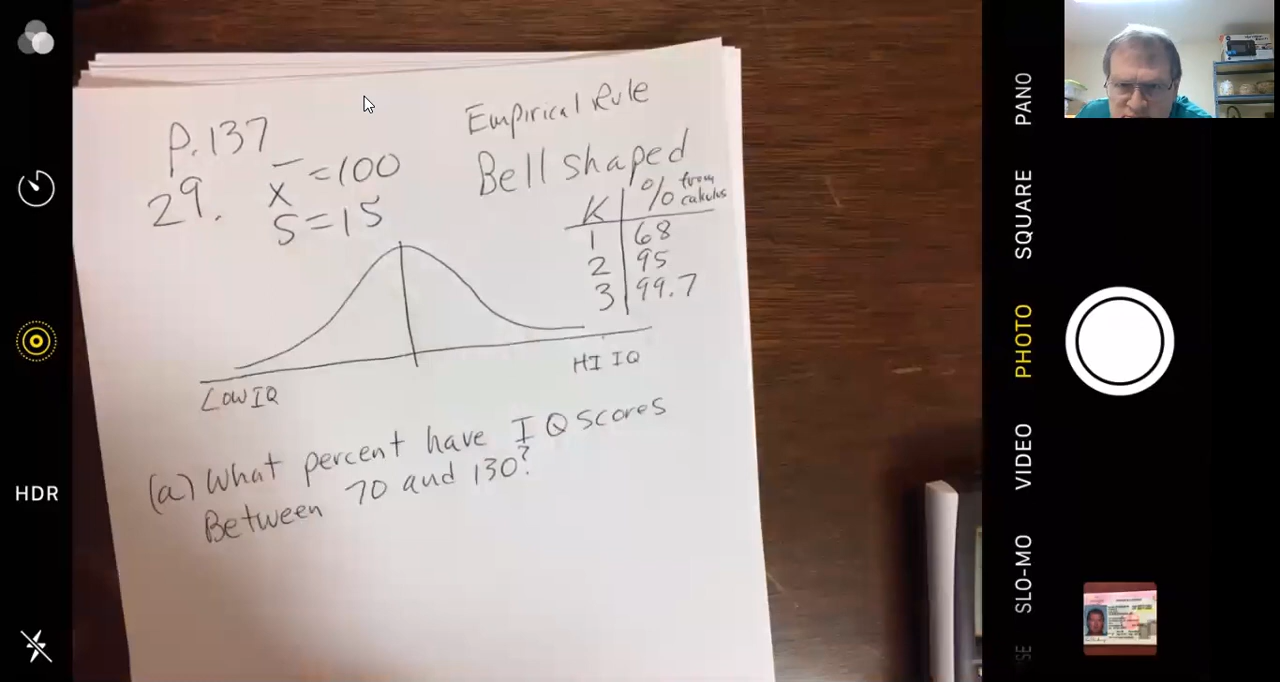 P.137
29. x̄ = 100
S = 15
Empirical Rule
Bell shaped
K | % from calculus
1 | 68
2 | 95
3 | 99.7
LOW IQ
HI IQ
(a) What percent have IQ scores
Between 70 and 130?
HDR
PANO
SQUARE
PHOTO
VIDEO
SLO-MO
SE